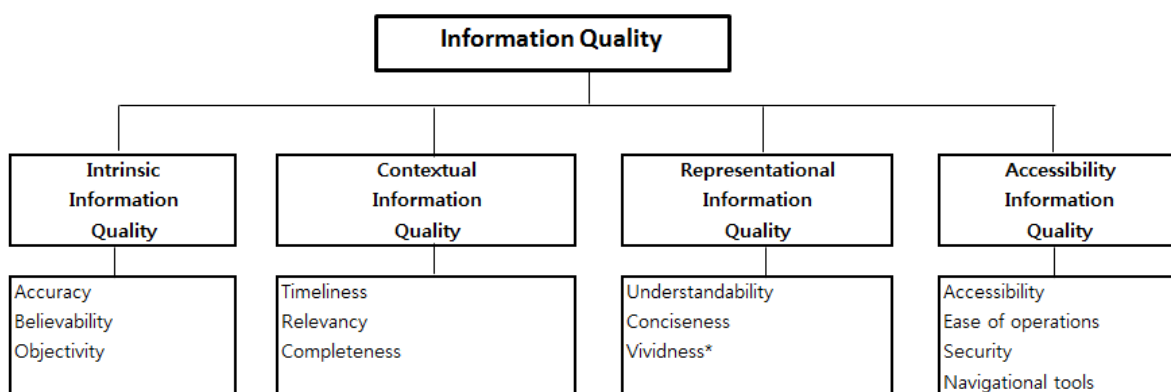 Information Quality
Intrinsic
Information
Quality
Contextual
Information
Quality
Representational
Information
Quality
Accessibility
Information
Quality
Accuracy
Believability
Objectivity
Timeliness
Relevancy
Completeness
Understandability
Conciseness
Vividness*
Accessibility
Ease of operations
Security
Navigational tools